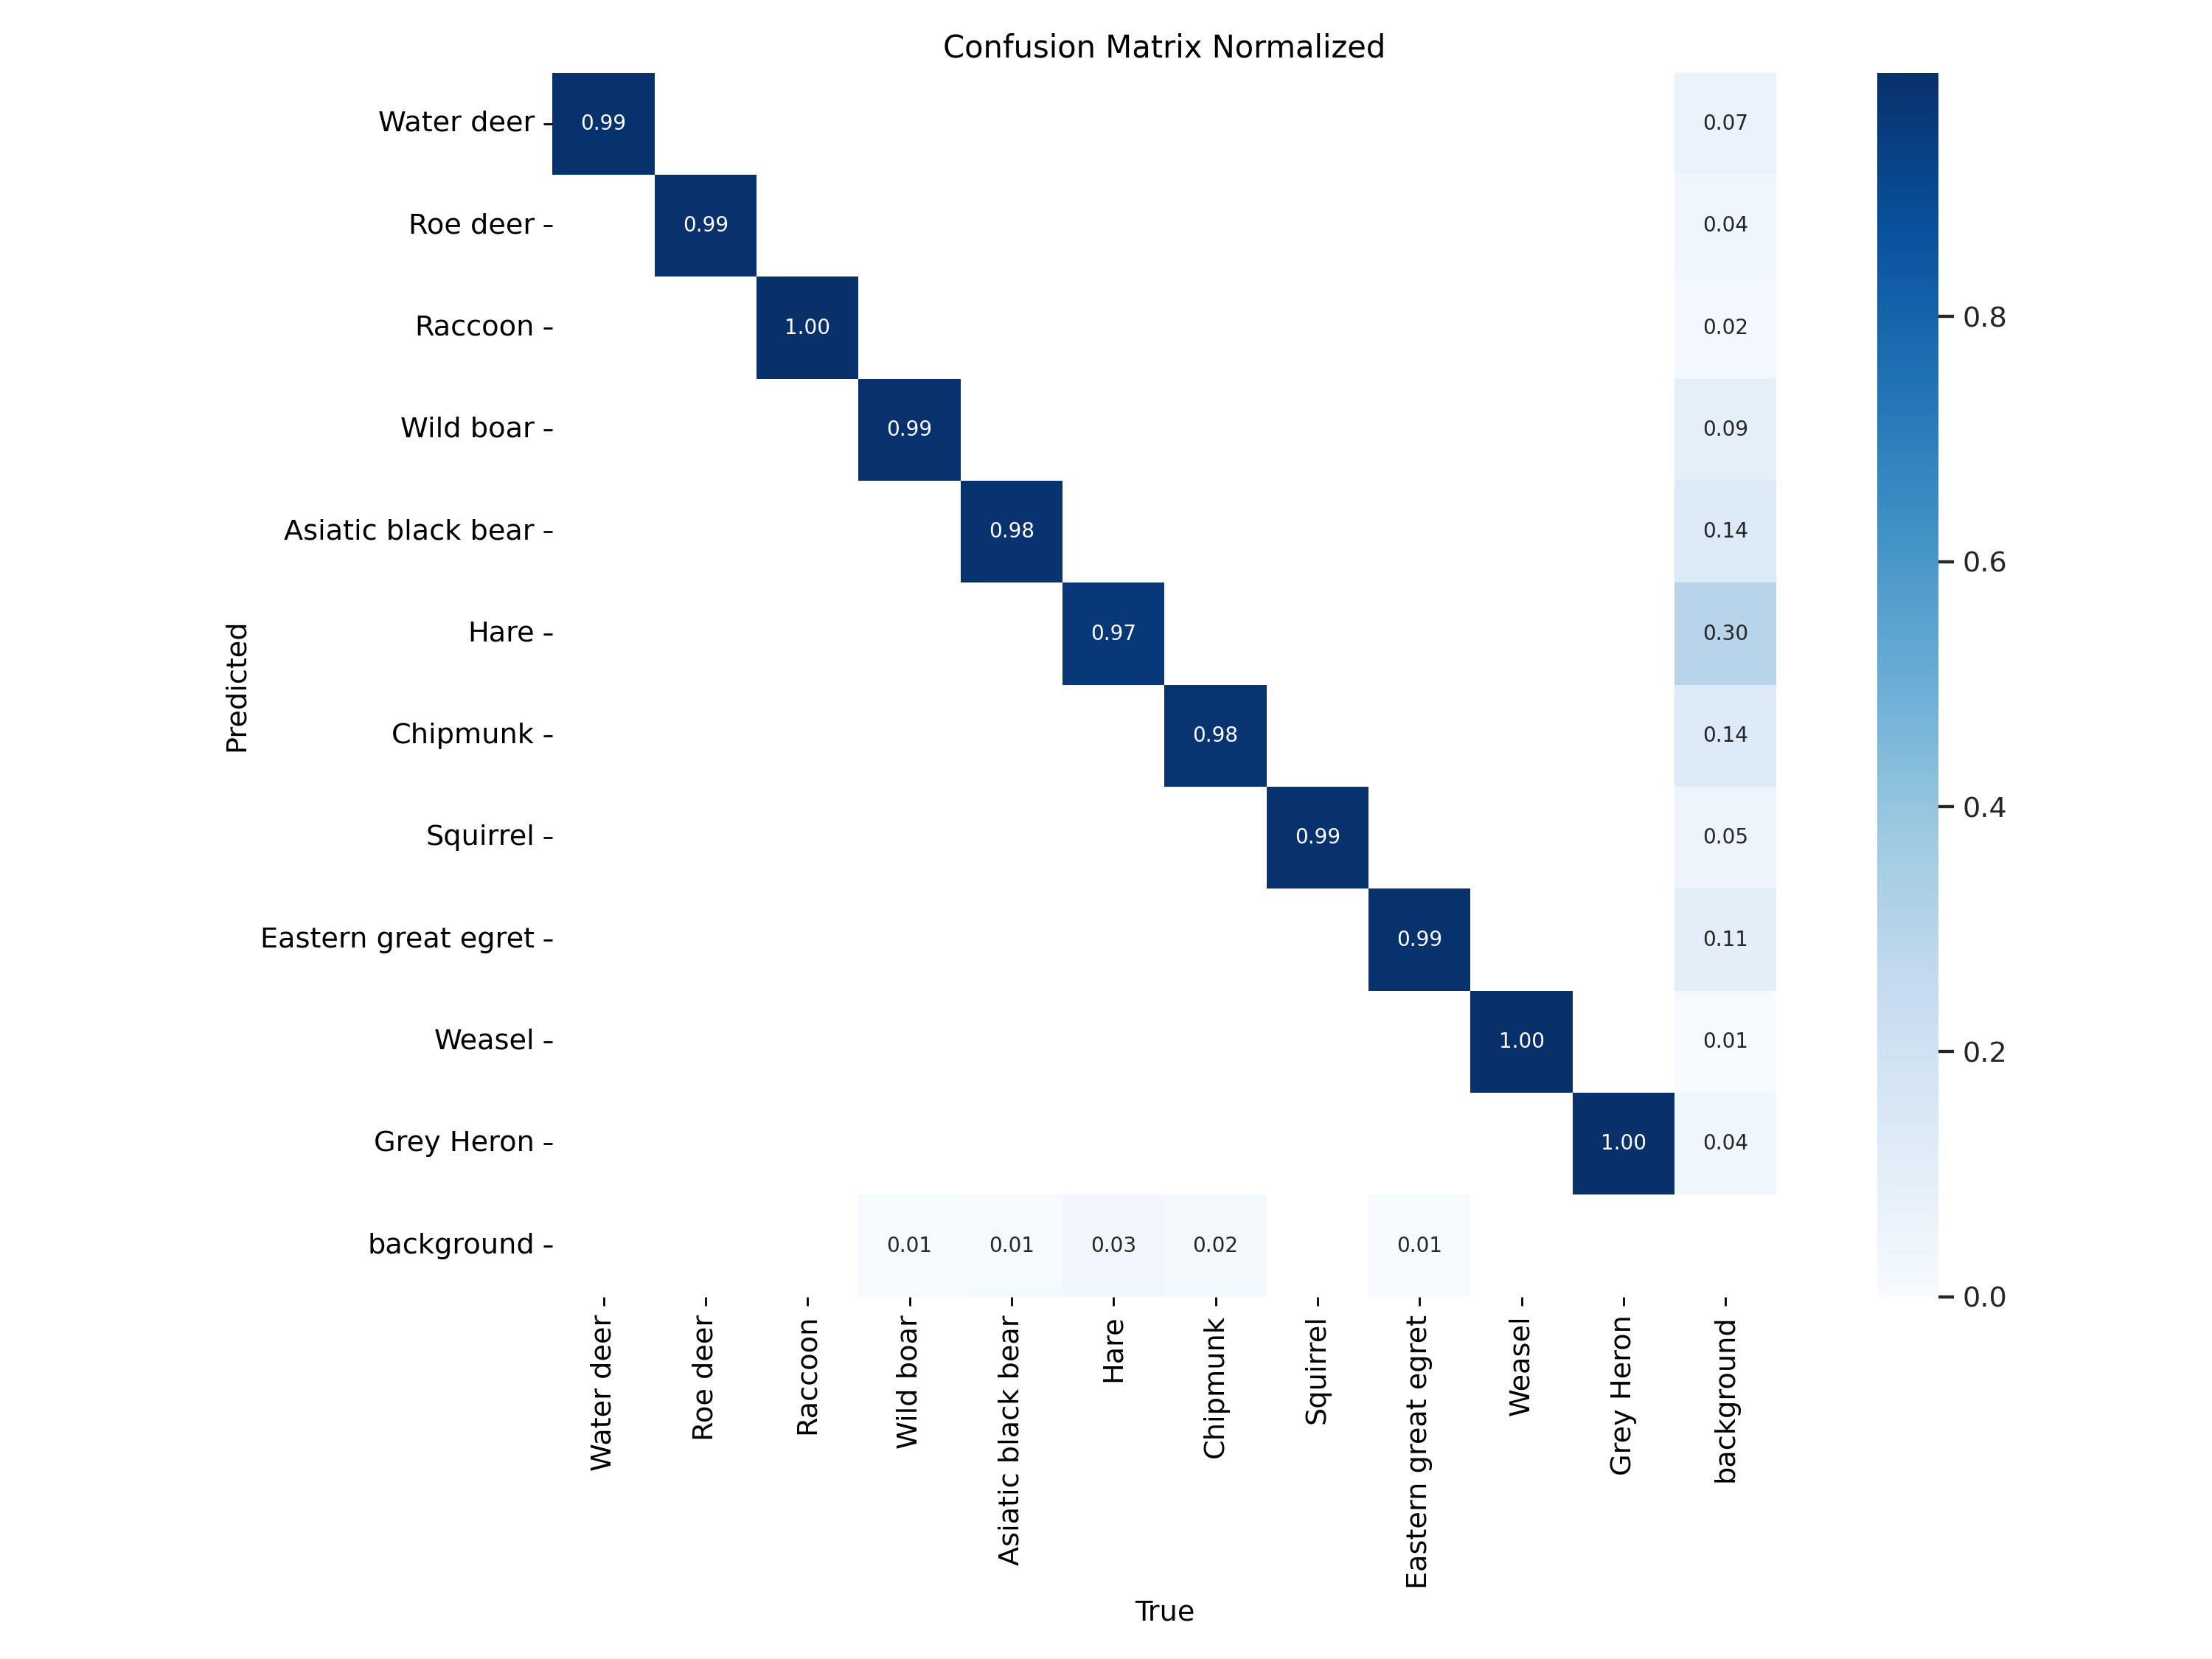 Confusion Matrix Normalized
Water deer 0.99 0.07
Roe deer 0.99 0.04
Raccoon 1.00 0.02
0.8
Wild boar 0.99 0.09
Asiatic black bear 0.98 0.14
0.6
Hare 0.97 0.30
Predicted
Chipmunk 0.98 0.14
0.4
Squirrel 0.99 0.05
Eastern great egret 0.99 0.11
Weasel 1.00 0.01
0.2
Grey Heron 1.00 0.04
background 0.01 0.01 0.03 0.02 0.01
0.0
Water deer
Roe deer
Raccoon
Wild boar
Asiatic black bear
Hare
Chipmunk
Squirrel
Eastern great egret
Weasel
Grey Heron
background
True